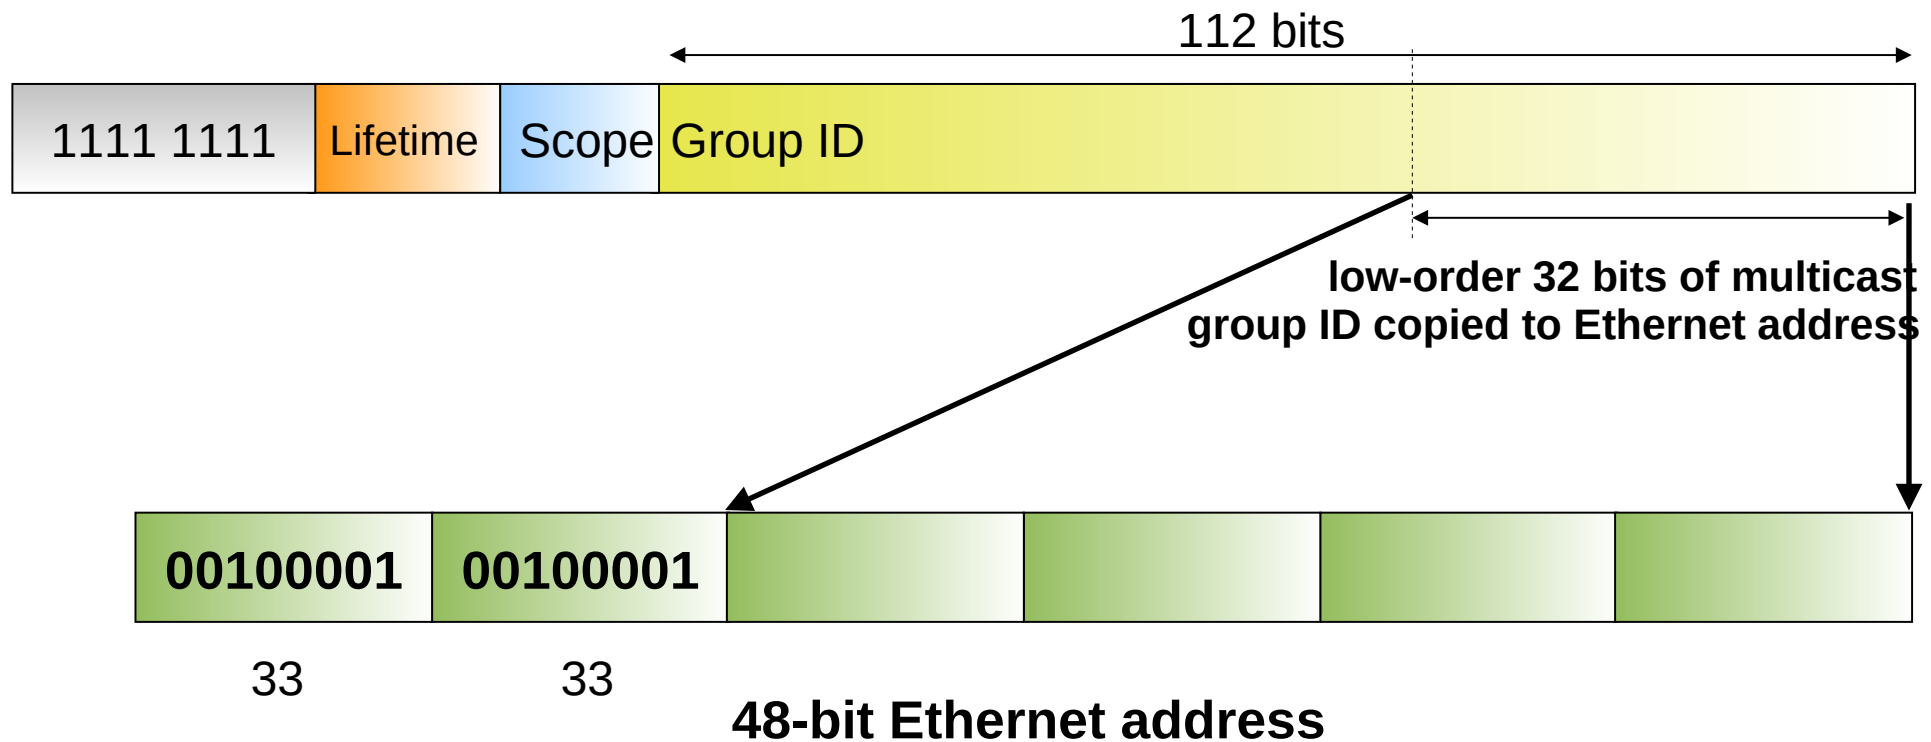 112 bits
1111 1111 Lifetime Scope Group ID
low-order 32 bits of multicast
group ID copied to Ethernet address
00100001 00100001
33 33
48-bit Ethernet address